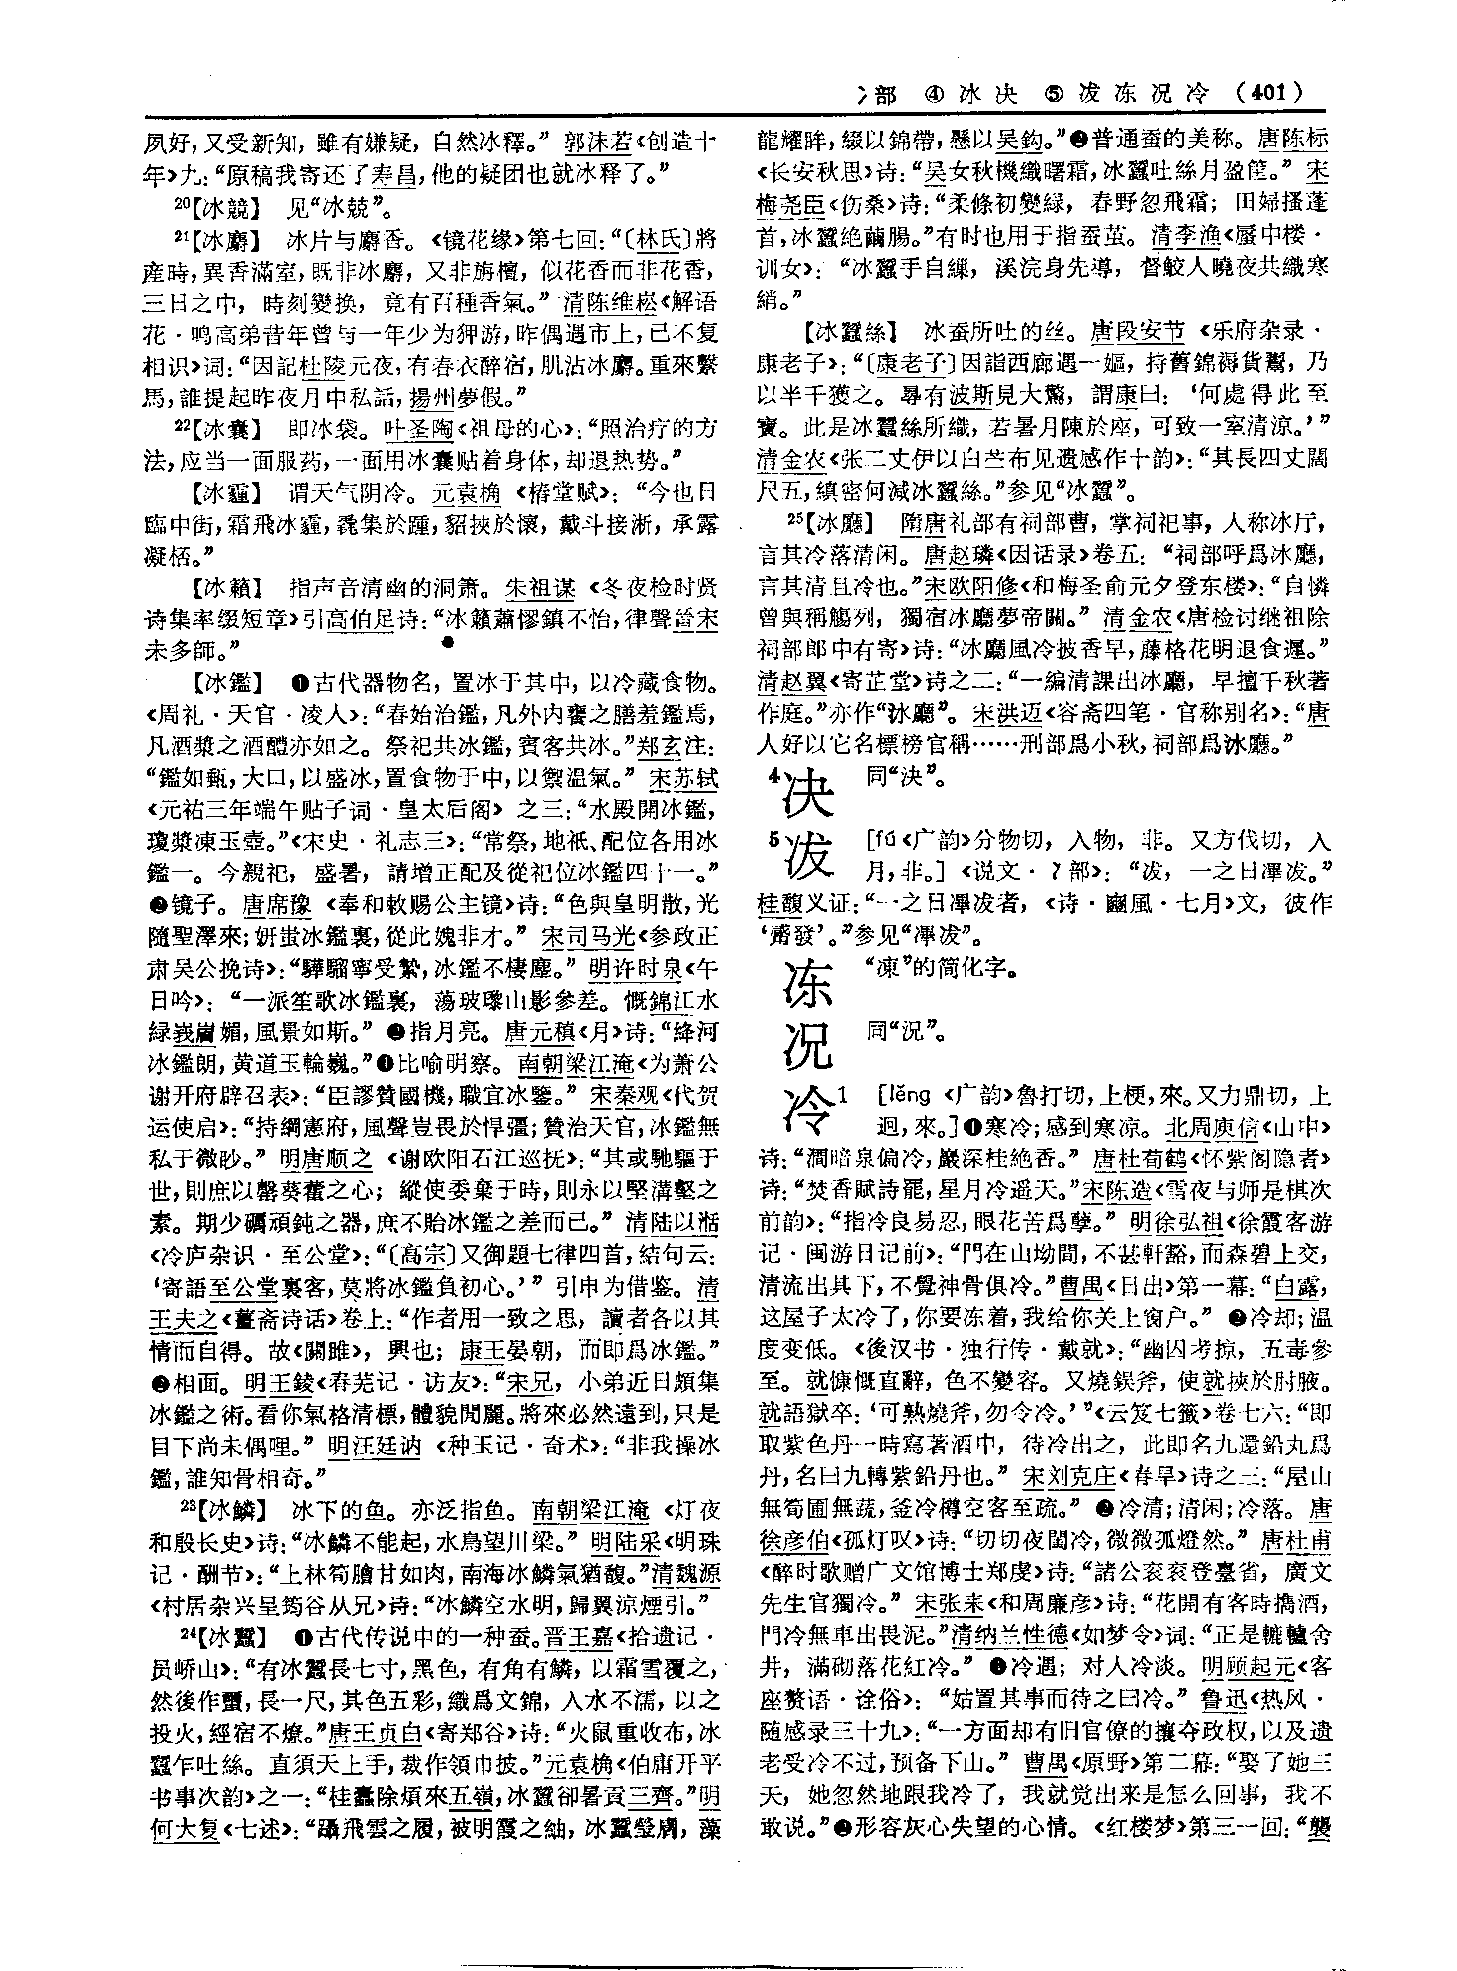 冫部 ④冰决 ⑤冹冻况冷 (401)
夙好，又受新知，雖有嫌疑，自然冰釋。”郭沫若《创造十
年》九：“原稿我寄还了寿昌，他的疑团也就冰释了。”
20【冰競】 见“冰兢”。
21【冰麝】 冰片与麝香。《镜花缘》第七回：“〔林氏〕將
産時，異香滿室，既非冰麝，又非旃檀，似花香而非花香，
三日之中，時刻變换，竟有百種香氣。”清陈维崧《解语
花·鸣高弟昔年曾与一年少为狎游，昨偶遇市上，已不复
相识》词：“因記杜陵元夜，有春衣醉宿，肌沾冰麝。重來繫
馬，誰提起昨夜月中私話，揚州夢假。”
22【冰囊】 即冰袋。叶圣陶《祖母的心》：“照治疗的方
法，应当一面服药，一面用冰囊贴着身体，却退热势。”
【冰霾】 谓天气阴冷。元袁桷《椿堂赋》：“今也日
臨中街，霜飛冰霾，毳集於踵，貂挾於懷，戴斗接淅，承露
凝栝。”
【冰籟】 指声音清幽的洞箫。朱祖谋《冬夜检时贤
诗集率缀短章》引高伯足诗：“冰籟蕭憀鎮不怡，律聲晉宋
未多師。”
【冰鑑】 ❶古代器物名，置冰于其中，以冷藏食物。
《周礼·天官·凌人》：“春始治鑑，凡外内饔之膳羞鑑焉，
凡酒漿之酒醴亦如之。祭祀共冰鑑，賓客共冰。”郑玄注：
“鑑如甀，大口，以盛冰，置食物于中，以禦温氣。”宋苏轼
《元祐三年端午贴子词·皇太后阁》之三：“水殿開冰鑑，
瓊漿凍玉壺。”《宋史·礼志三》：“常祭，地衹、配位各用冰
鑑一。今親祀，盛暑，請增正配及從祀位冰鑑四十一。”
❷镜子。唐席豫《奉和敕赐公主镜》诗：“色與皇明散，光
隨聖澤來；妍蚩冰鑑裏，從此媿非才。”宋司马光《参政正
肃吴公挽诗》：“驊騮寧受縶，冰鑑不棲塵。”明许时泉《午
日吟》：“一派笙歌冰鑑裏，蕩玻瓈山影參差。慨錦江水
緑峩嵋媚，風景如斯。”❸指月亮。唐元稹《月》诗：“絳河
冰鑑朗，黄道玉輪巍。”❹比喻明察。南朝梁江淹《为萧公
谢开府辟召表》：“臣謬贊國機，職宜冰鑒。”宋秦观《代贺
运使启》：“持綱憲府，風聲豈畏於悍彊；贊治天官，冰鑑無
私于微眇。”明唐顺之《谢欧阳石江巡抚》：“其或馳驅于
世，則庶以罄葵藿之心；縱使委棄于時，則永以堅溝壑之
素。期少礪頑鈍之器，庶不貽冰鑑之差而已。”清陆以湉
《冷庐杂识·至公堂》：“〔高宗〕又御題七律四首，結句云：
‘寄語至公堂裏客，莫將冰鑑負初心。’”引申为借鉴。清
王夫之《薑斋诗话》卷上：“作者用一致之思，讀者各以其
情而自得。故《關雎》，興也；康王晏朝，而即爲冰鑑。”
❺相面。明王錂《春芜记·访友》：“宋兄，小弟近日頗集
冰鑑之術。看你氣格清標，體貌閒麗。將來必然遠到，只是
目下尚未偶哩。”明汪廷讷《种玉记·奇术》：“非我操冰
鑑，誰知骨相奇。”
23【冰鱗】 冰下的鱼。亦泛指鱼。南朝梁江淹《灯夜
和殷长史》诗：“冰鱗不能起，水鳥望川梁。”明陆采《明珠
记·酬节》：“上林筍膾甘如肉，南海冰鱗氣猶馥。”清魏源
《村居杂兴呈筠谷从兄》诗：“冰鱗空水明，歸翼涼煙引。”
24【冰蠶】 ❶古代传说中的一种蚕。晋王嘉《拾遗记·
员峤山》：“有冰蠶長七寸，黑色，有角有鱗，以霜雪覆之，
然後作蠒，長一尺，其色五彩，織爲文錦，入水不濡，以之
投火，經宿不燎。”唐王贞白《寄郑谷》诗：“火鼠重收布，冰
蠶乍吐絲。直須天上手，裁作領巾披。”元袁桷《伯庸开平
书事次韵》之一：“桂蠹除煩來五嶺，冰蠶卻暑貢三齊。”明
何大复《七述》：“躡飛雲之履，被明霞之紬，冰蠶瑩膚，藻
龍耀眸，綴以錦帶，懸以吴鈎。”❷普通蚕的美称。唐陈标
《长安秋思》诗：“吴女秋機織曙霜，冰蠶吐絲月盈筐。”宋
梅尧臣《伤桑》诗：“柔條初變緑，春野忽飛霜；田婦搔蓬
首，冰蠶絶繭腸。”有时也用于指蚕茧。清李渔《蜃中楼·
训女》：“冰蠶手自繅，溪浣身先導，督鮫人曉夜共織寒
綃。”
【冰蠶絲】 冰蚕所吐的丝。唐段安节《乐府杂录·
康老子》：“〔康老子〕因詣西廊遇一嫗，持舊錦褥貨鬻，乃
以半千獲之。尋有波斯見大驚，謂康曰：‘何處得此至
寶。此是冰蠶絲所織，若暑月陳於座，可致一室清凉。’”
清金农《张二丈伊以白苎布见遗感作十韵》：“其長四丈闊
尺五，縝密何減冰蠶絲。”参见“冰蠶”。
25【冰廳】 隋唐礼部有祠部曹，掌祠祀事，人称冰厅，
言其冷落清闲。唐赵璘《因话录》卷五：“祠部呼爲冰廳，
言其清且冷也。”宋欧阳修《和梅圣俞元夕登东楼》：“自憐
曾與稱觴列，獨宿冰廳夢帝關。”清金农《唐检讨继祖除
祠部郎中有寄》诗：“冰廳風冷披香早，藤格花明退食遲。”
清赵翼《寄芷堂》诗之二：“一編清課出冰廳，早擅千秋著
作庭。”亦作“氷廳”。宋洪迈《容斋四笔·官称别名》：“唐
人好以它名標榜官稱……刑部爲小秋，祠部爲氷廳。”
4决 同“決”。
5冹 [fú《广韵》分物切，入物，非。又方伐切，入
月，非。]《说文·冫部》：“冹，一之日滭冹。”
桂馥义证：“一之日滭冹者，《诗·豳風·七月》文，彼作
‘觱發’。”参见“滭冹”。
冻 “凍”的简化字。
况 同“況”。
冷1 [lěng《广韵》魯打切，上梗，來。又力鼎切，上
迥，來。]❶寒冷；感到寒凉。北周庾信《山中》
诗：“澗暗泉偏冷，巖深桂絶香。”唐杜荀鹤《怀紫阁隐者》
诗：“焚香賦詩罷，星月冷遥天。”宋陈造《雪夜与师是棋次
前韵》：“指冷良易忍，眼花苦爲孽。”明徐弘祖《徐霞客游
记·闽游日记前》：“門在山坳間，不甚軒豁，而森碧上交，
清流出其下，不覺神骨俱冷。”曹禺《日出》第一幕：“白露，
这屋子太冷了，你要冻着，我给你关上窗户。”❷冷却；温
度变低。《後汉书·独行传·戴就》：“幽囚考掠，五毒參
至。就慷慨直辭，色不變容。又燒鋘斧，使就挾於肘腋。
就語獄卒：‘可熟燒斧，勿令冷。’”《云笈七籤》卷七六：“即
取紫色丹一時寫著酒中，待冷出之，此即名九還鉛丸爲
丹，名曰九轉紫鉛丹也。”宋刘克庄《春旱》诗之三：“屋山
無筍圃無蔬，釜冷樽空客至疏。”❸冷清；清闲；冷落。唐
徐彦伯《孤灯叹》诗：“切切夜閨冷，微微孤燈然。”唐杜甫
《醉时歌赠广文馆博士郑虔》诗：“諸公衮衮登臺省，廣文
先生官獨冷。”宋张耒《和周廉彦》诗：“花開有客時攜酒，
門冷無車出畏泥。”清纳兰性德《如梦令》词：“正是轆轤舍
井，滿砌落花紅冷。”❹冷遇；对人冷淡。明顾起元《客
座赘语·诠俗》：“姑置其事而待之曰冷。”鲁迅《热风·
随感录三十九》：“一方面却有旧官僚的攘夺政权，以及遗
老受冷不过，预备下山。”曹禺《原野》第二幕：“娶了她三
天，她忽然地跟我冷了，我就觉出来是怎么回事，我不
敢说。”❺形容灰心失望的心情。《红楼梦》第三一回：“襲